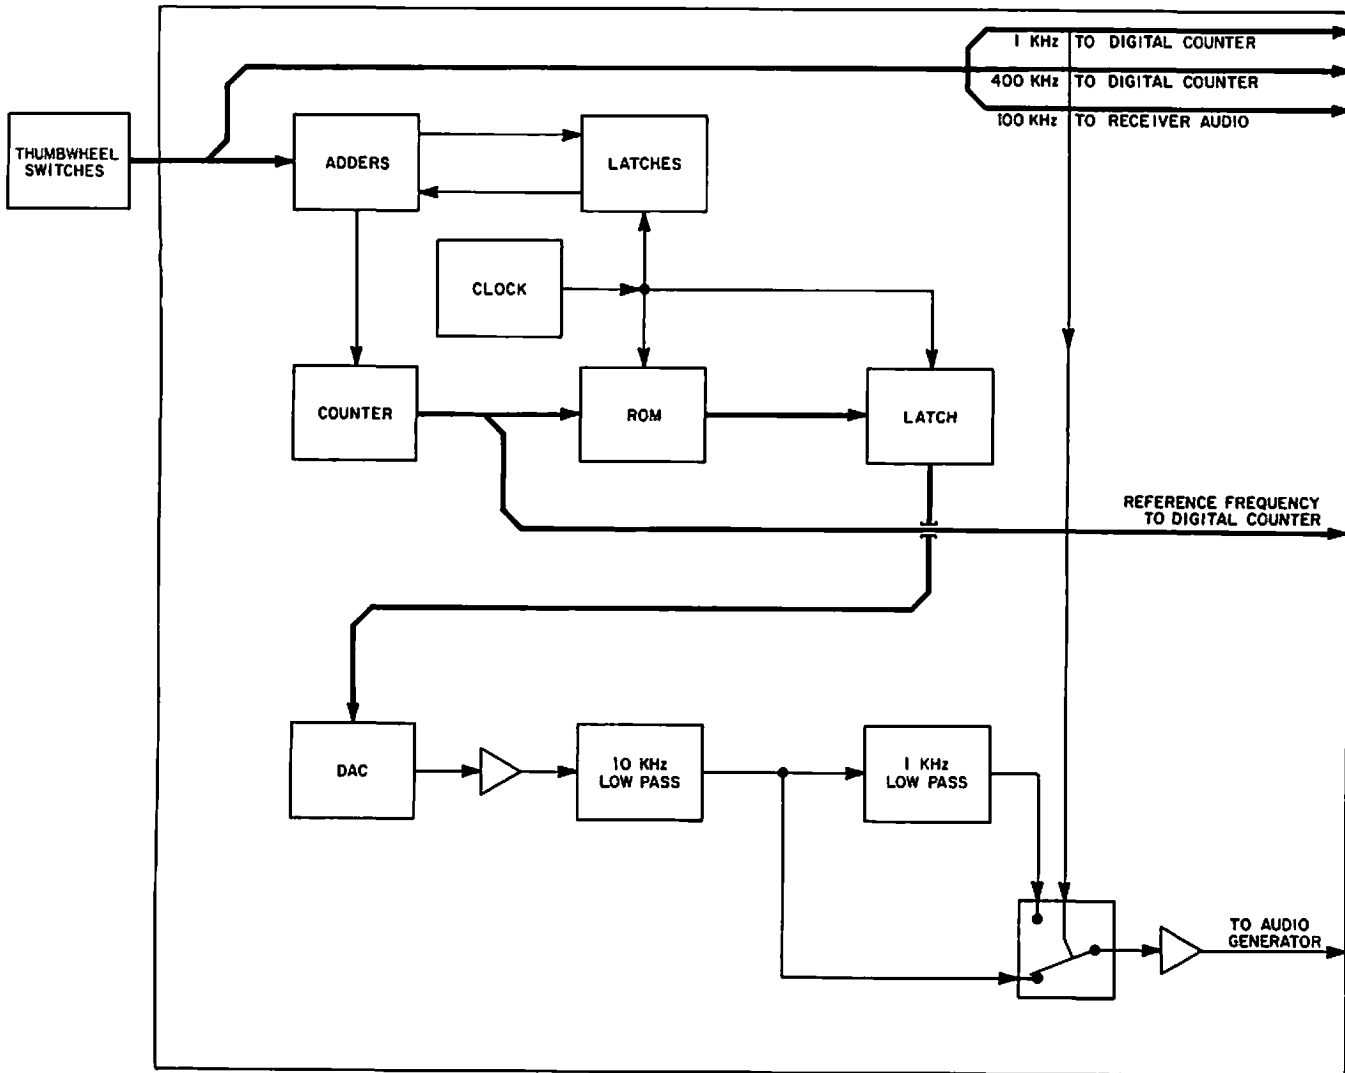 1 KHz TO DIGITAL COUNTER
400 KHz TO DIGITAL COUNTER
100 KHz TO RECEIVER AUDIO
THUMBWHEEL
SWITCHES
ADDERS
LATCHES
CLOCK
COUNTER
ROM
LATCH
REFERENCE FREQUENCY
TO DIGITAL COUNTER
DAC
10 KHz
LOW PASS
1 KHz
LOW PASS
TO AUDIO
GENERATOR